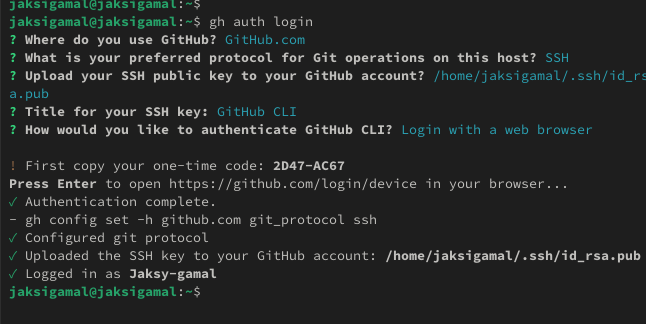 jaksigamal@jaksigamal:~$
jaksigamal@jaksigamal:~$ gh auth login
? Where do you use GitHub? GitHub.com
? What is your preferred protocol for Git operations on this host? SSH
? Upload your SSH public key to your GitHub account? /home/jaksigamal/.ssh/id_rs
a.pub
? Title for your SSH key: GitHub CLI
? How would you like to authenticate GitHub CLI? Login with a web browser
! First copy your one-time code: 2D47-AC67
Press Enter to open https://github.com/login/device in your browser...
✓ Authentication complete.
- gh config set -h github.com git_protocol ssh
✓ Configured git protocol
✓ Uploaded the SSH key to your GitHub account: /home/jaksigamal/.ssh/id_rsa.pub
✓ Logged in as Jaksy-gamal
jaksigamal@jaksigamal:~$